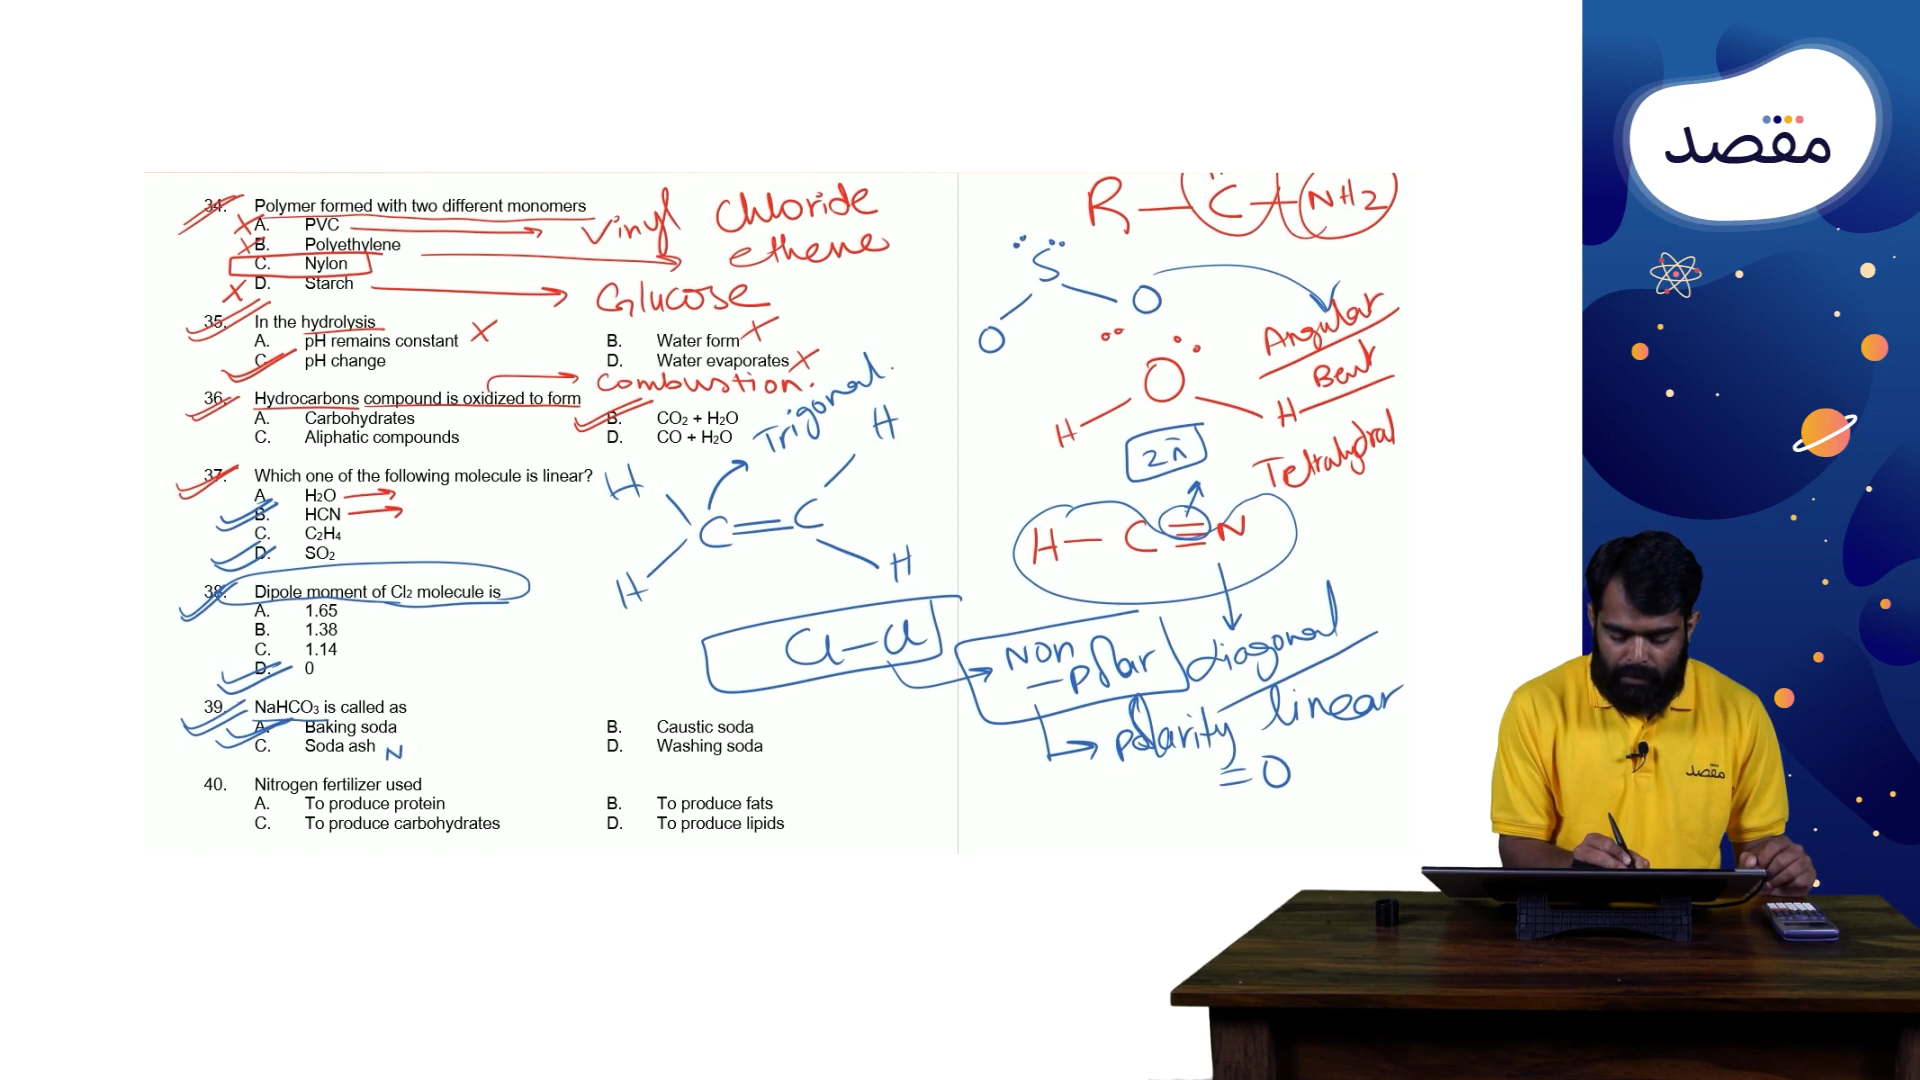 34. Polymer formed with two different monomers
A. PVC
B. Polyethylene
C. Nylon
D. Starch
Vinyl chloride
ethene
Glucose
35. In the hydrolysis
A. pH remains constant
B. Water form
C. pH change
D. Water evaporates
Combustion.
36. Hydrocarbons compound is oxidized to form
A. Carbohydrates
B. CO2 + H2O
C. Aliphatic compounds
D. CO + H2O
Trigonal.
37. Which one of the following molecule is linear?
A. H2O
B. HCN
C. C2H4
D. SO2
H H
C=C
H H
38. Dipole moment of Cl2 molecule is
A. 1.65
B. 1.38
C. 1.14
D. 0
Cl-Cl
39. NaHCO3 is called as
A. Baking soda
B. Caustic soda
C. Soda ash
D. Washing soda
N
40. Nitrogen fertilizer used
A. To produce protein
B. To produce fats
C. To produce carbohydrates
D. To produce lipids
R-C-NH2
S
O O
Angular
Bent
O
H H
Tetrahydral
2π
H-C≡N
Non
-polar
diagonal
linear
polarity
=0
مقصد
مقصد